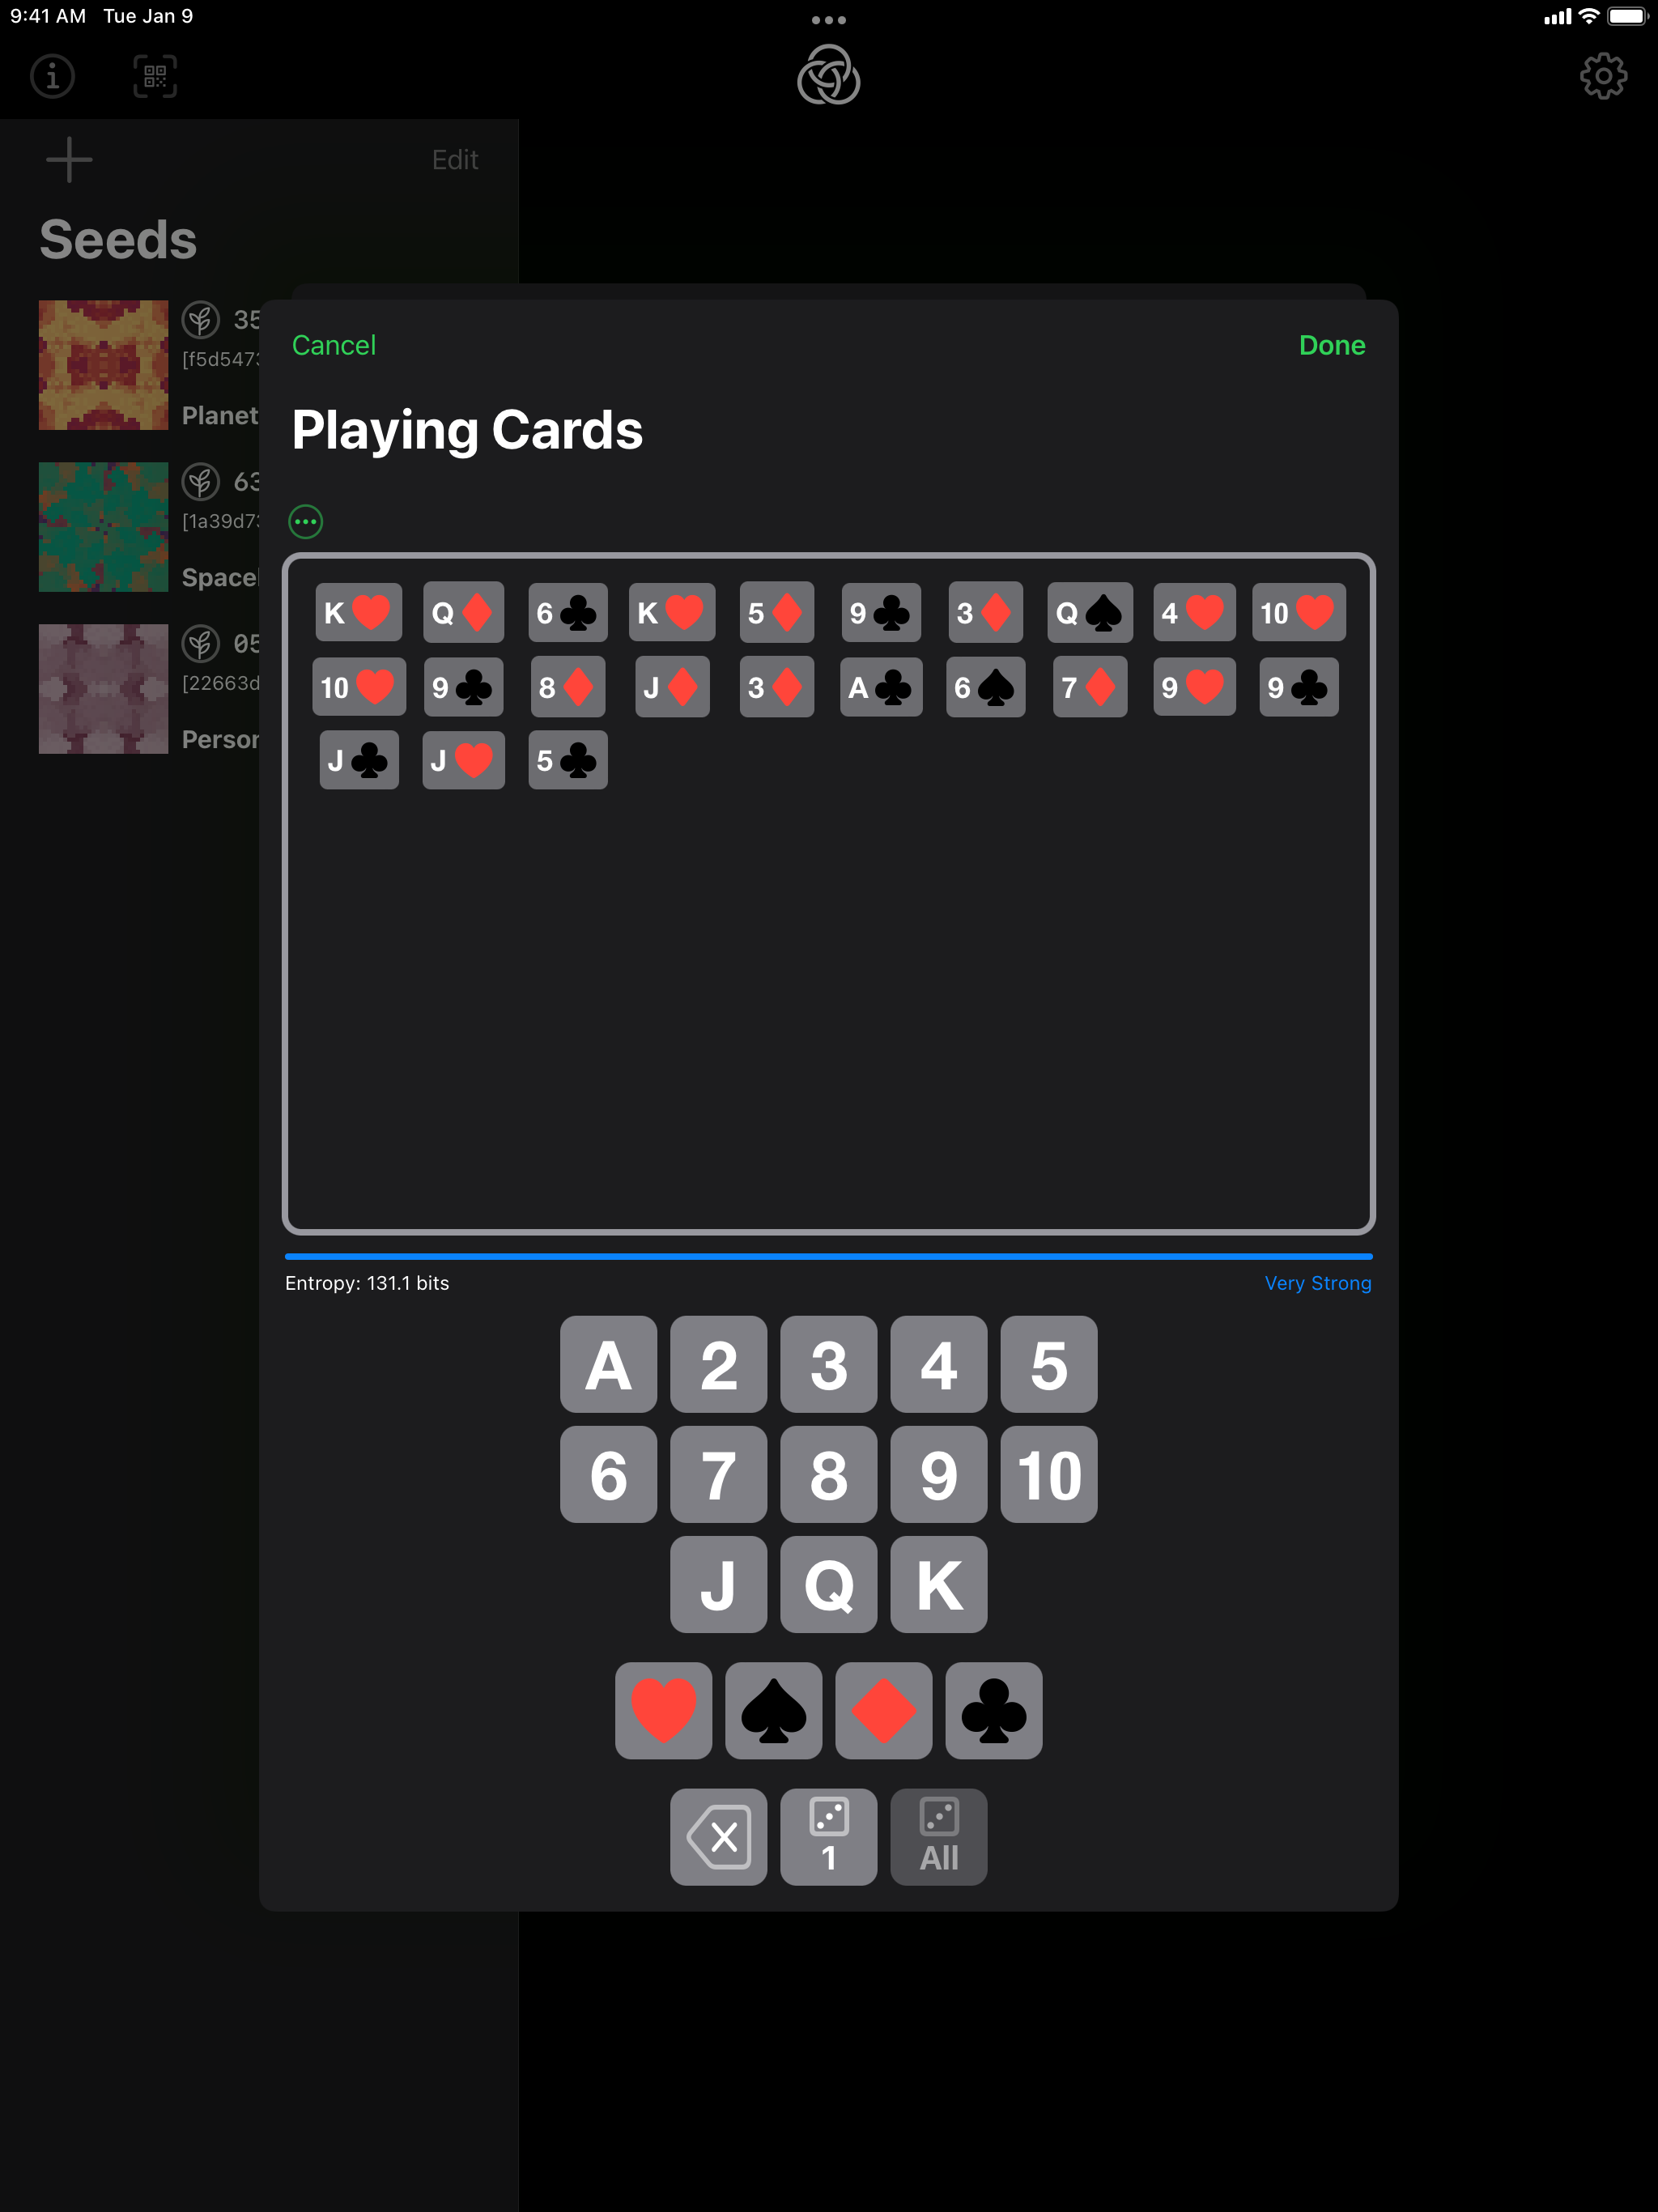 9:41 AM Tue Jan 9
Edit
Seeds
35
[f5d547
Planet
63
[1a39d7
Space
05
[22663d
Person
Cancel
Done
Playing Cards
K♥ Q♦ 6♣ K♥ 5♦ 9♣ 3♦ Q♠ 4♥ 10♥
10♥ 9♣ 8♦ J♦ 3♦ A♣ 6♠ 7♦ 9♥ 9♣
J♣ J♥ 5♣
Entropy: 131.1 bits
Very Strong
A 2 3 4 5
6 7 8 9 10
J Q K
♥ ♠ ♦ ♣
1 All